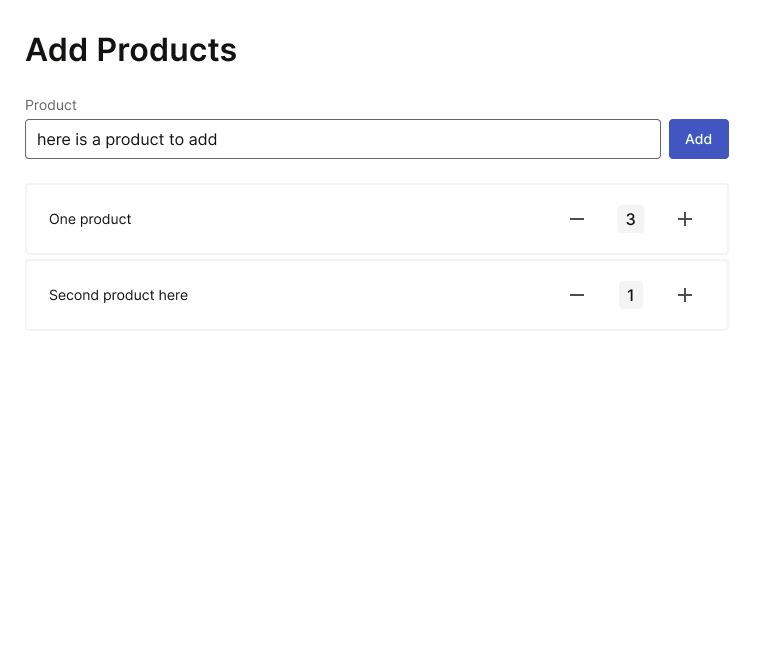 Add Products
Product
here is a product to add
Add
One product
3
Second product here
1